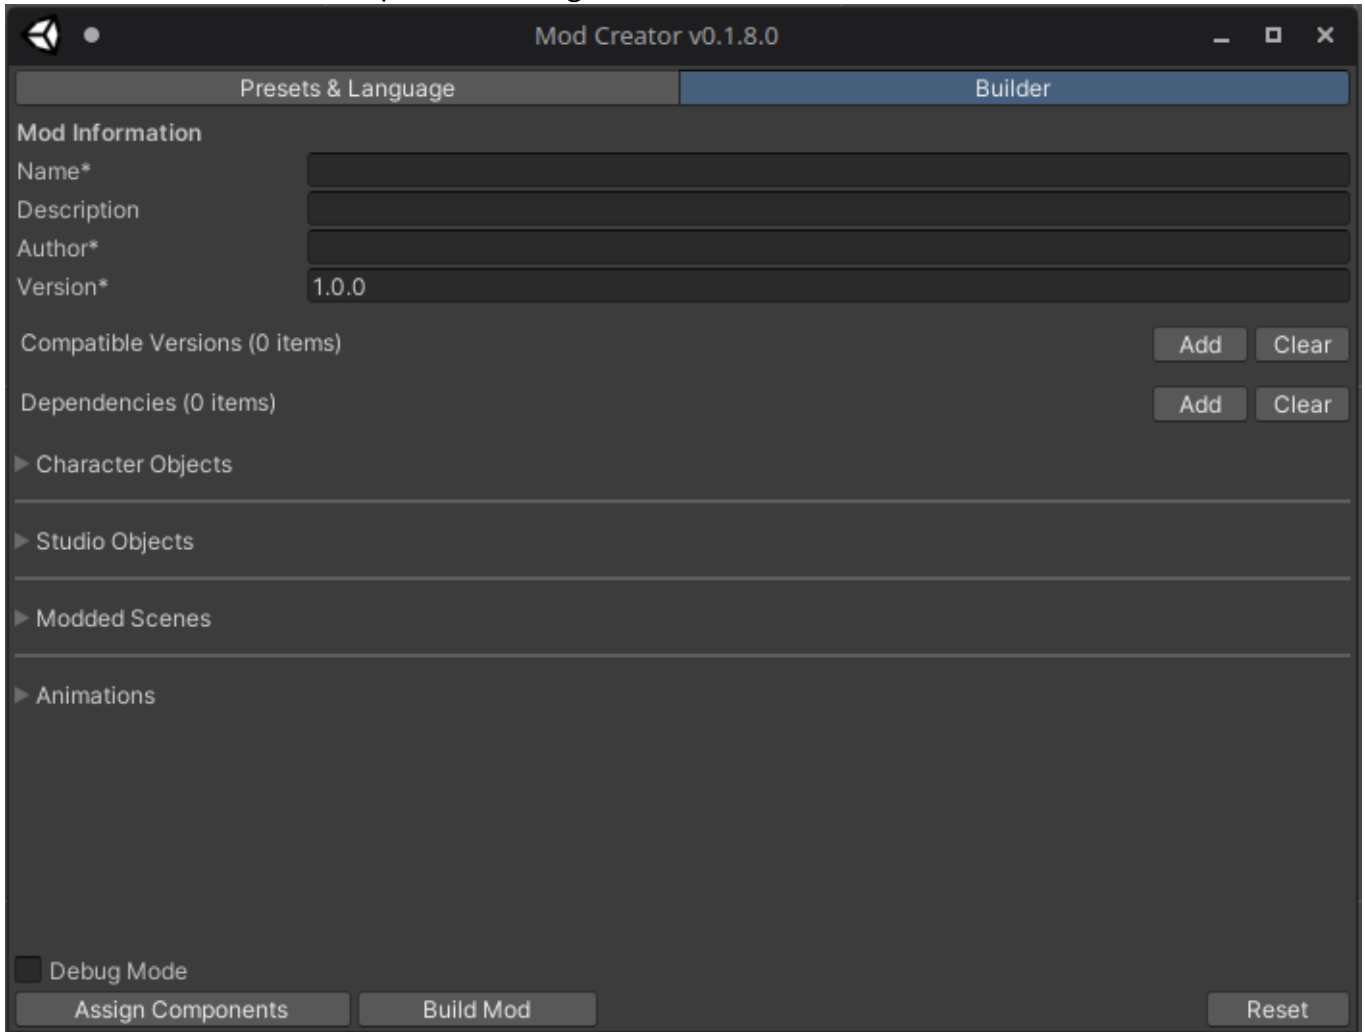 Mod Creator v0.1.8.0
Presets & Language Builder
Mod Information
Name*
Description
Author*
Version* 1.0.0
Compatible Versions (0 items) Add Clear
Dependencies (0 items) Add Clear
Character Objects
Studio Objects
Modded Scenes
Animations
Debug Mode
Assign Components Build Mod Reset